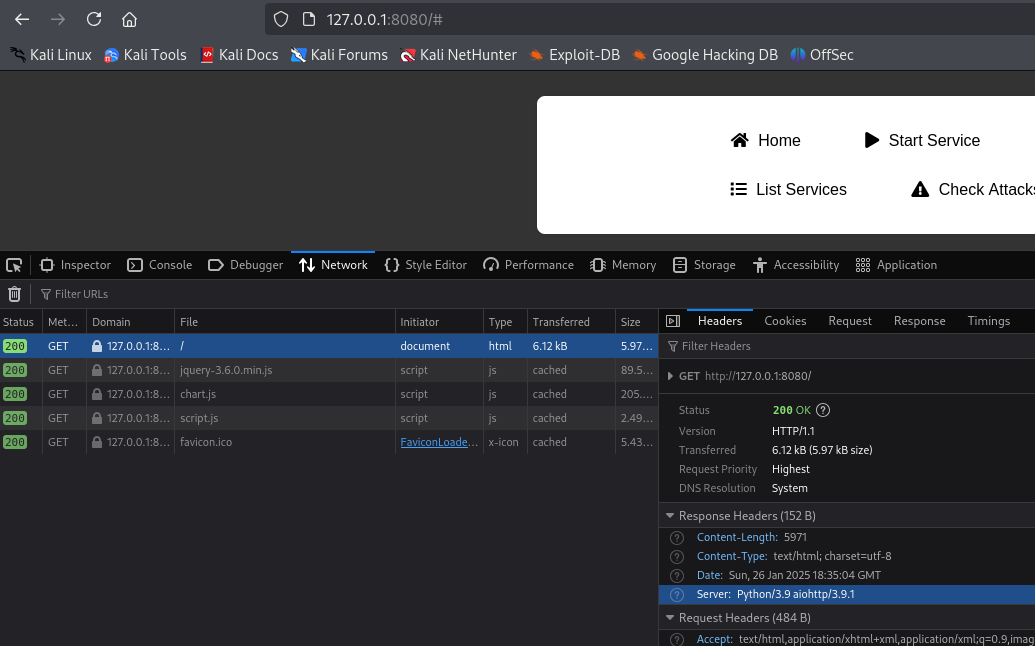 127.0.0.1:8080/#
Kali Linux Kali Tools Kali Docs Kali Forums Kali NetHunter Exploit-DB Google Hacking DB OffSec
Home Start Service
List Services Check Attacks
Inspector Console Debugger Network Style Editor Performance Memory Storage Accessibility Application
Filter URLs
Status Met... Domain File Initiator Type Transferred Size
200 GET 127.0.0.1:8... / document html 6.12 kB 5.97...
200 GET 127.0.0.1:8... jquery-3.6.0.min.js script js cached 89.5...
200 GET 127.0.0.1:8... chart.js script js cached 205....
200 GET 127.0.0.1:8... script.js script js cached 2.49...
200 GET 127.0.0.1:8... favicon.ico FaviconLoade... x-icon cached 5.43...
Headers Cookies Request Response Timings
Filter Headers
GET http://127.0.0.1:8080/
Status 200 OK ?
Version HTTP/1.1
Transferred 6.12 kB (5.97 kB size)
Request Priority Highest
DNS Resolution System
Response Headers (152 B)
? Content-Length: 5971
? Content-Type: text/html; charset=utf-8
? Date: Sun, 26 Jan 2025 18:35:04 GMT
? Server: Python/3.9 aiohttp/3.9.1
Request Headers (484 B)
? Accept: text/html,application/xhtml+xml,application/xml;q=0.9,imag